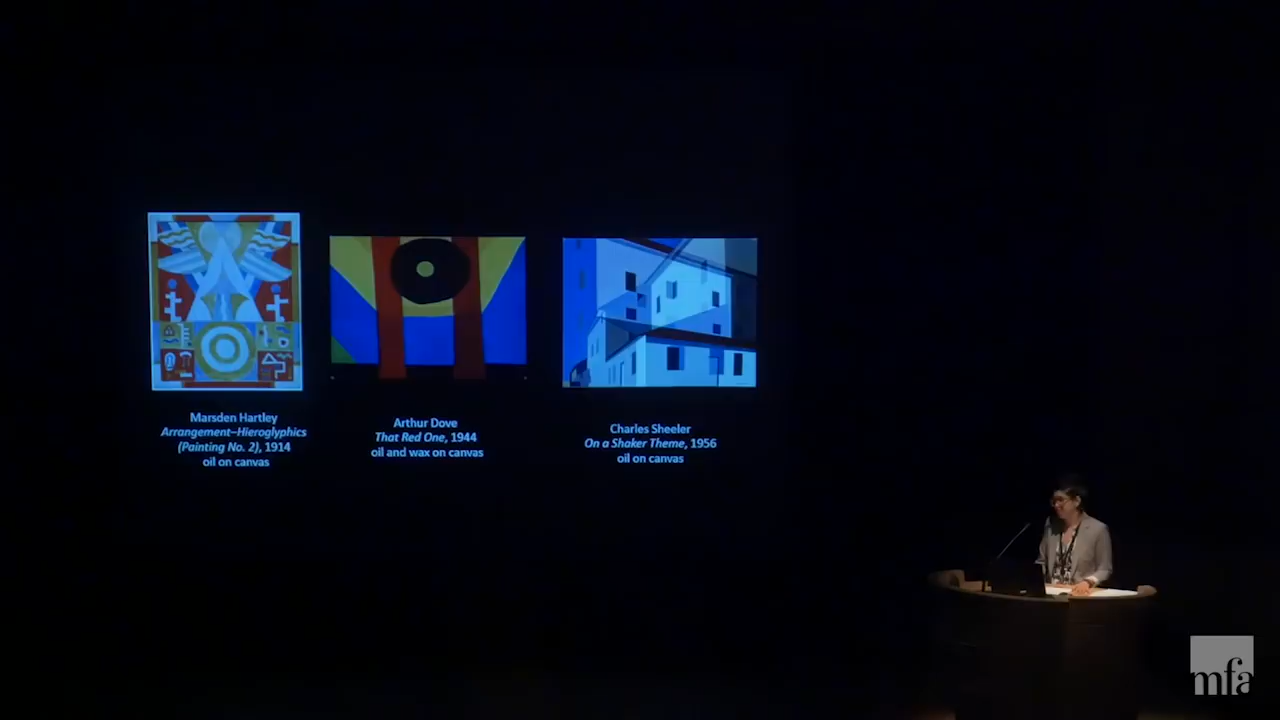 Marsden Hartley
Arrangement–Hieroglyphics
(Painting No. 2), 1914
oil on canvas
Arthur Dove
That Red One, 1944
oil and wax on canvas
Charles Sheeler
On a Shaker Theme, 1956
oil on canvas
mfa